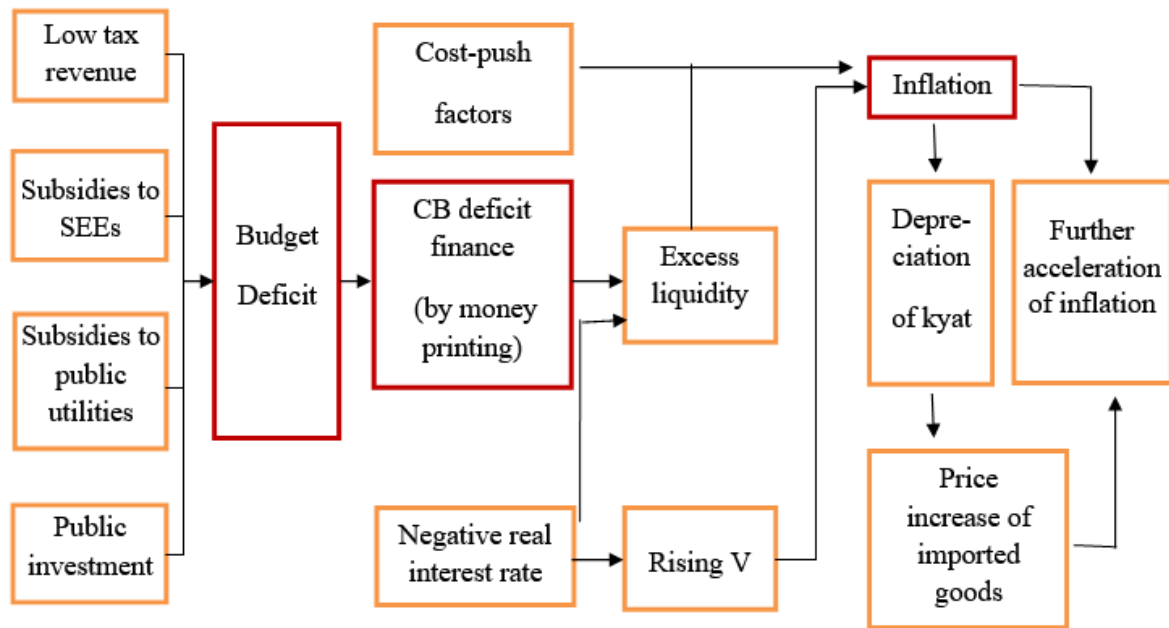 Low tax
revenue
Subsidies to
SEEs
Subsidies to
public
utilities
Public
investment
Budget
Deficit
Cost-push
factors
CB deficit
finance
(by money
printing)
Negative real
interest rate
Excess
liquidity
Rising V
Inflation
Depre-
ciation
of kyat
Further
acceleration
of inflation
Price
increase of
imported
goods